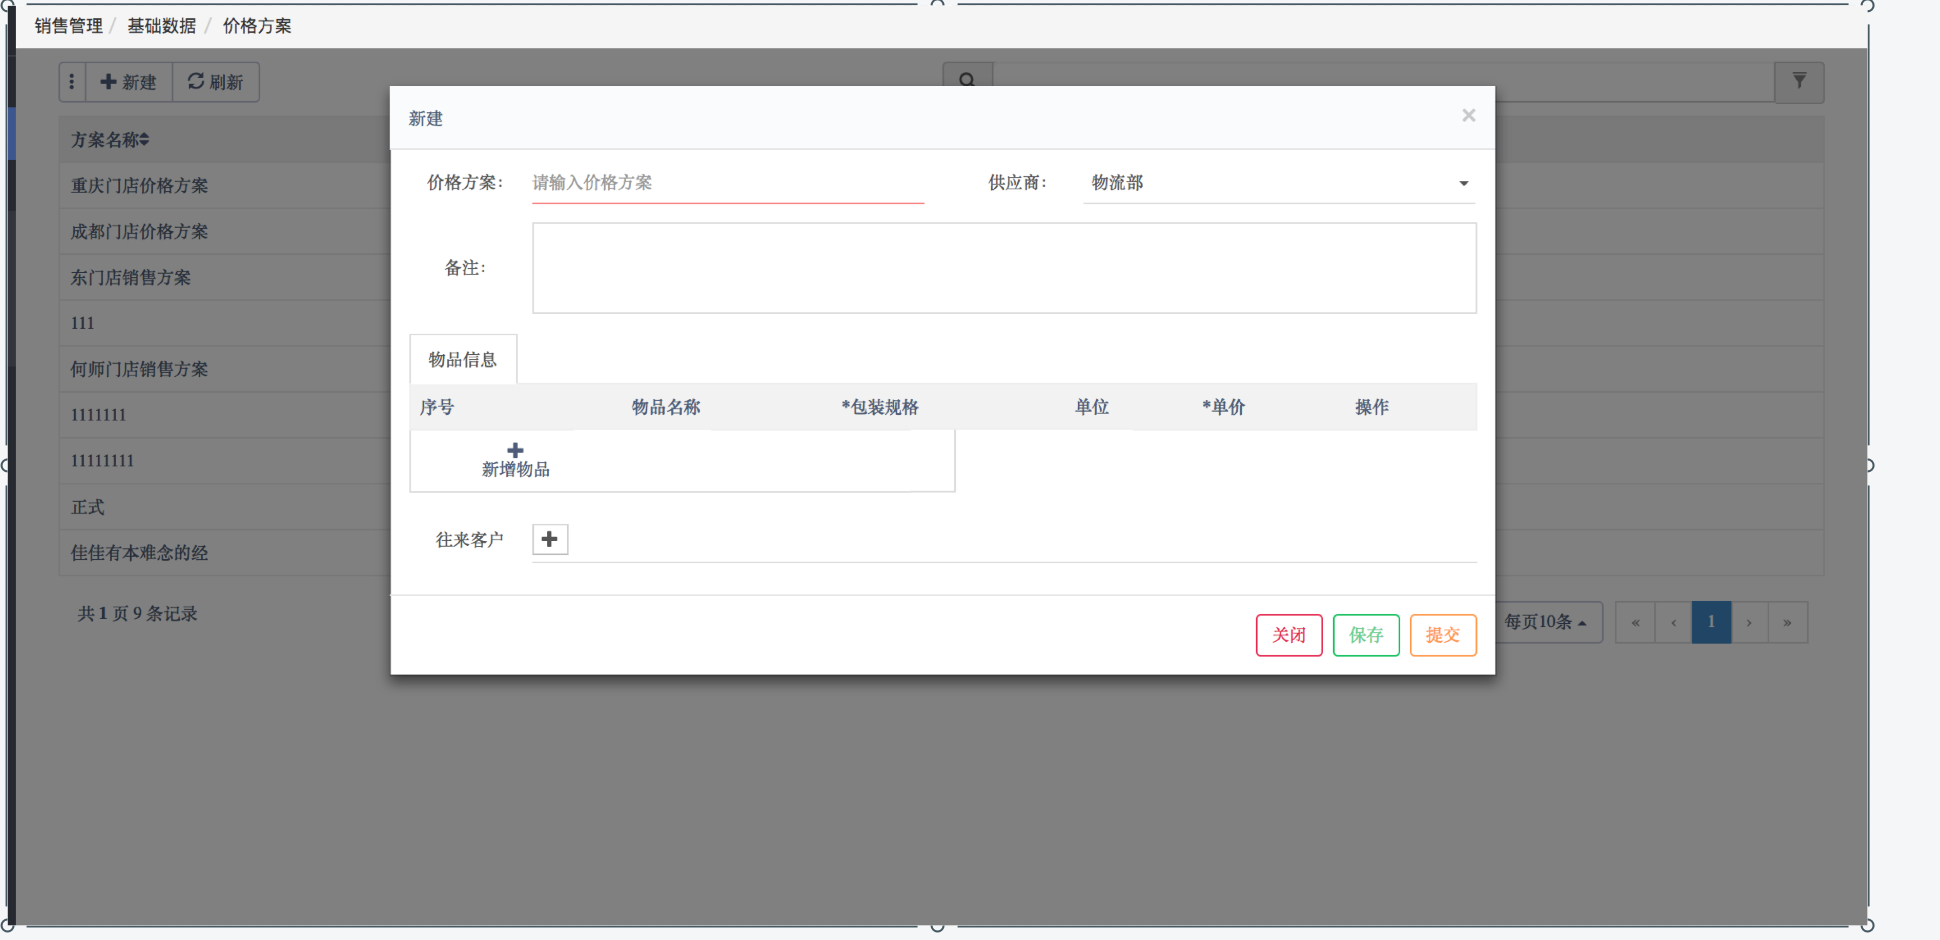 销售管理 / 基础数据 / 价格方案
新建 刷新
新建 ×
方案名称
重庆门店价格方案
成都门店价格方案
东门店销售方案
111
何师门店销售方案
1111111
11111111
正式
佳佳有本难念的经
共 1 页 9 条记录
价格方案： 请输入价格方案 供应商： 物流部
备注：
物品信息
序号 物品名称 *包装规格 单位 *单价 操作
新增物品
往来客户
关闭 保存 提交
每页10条 « ‹ 1 › »